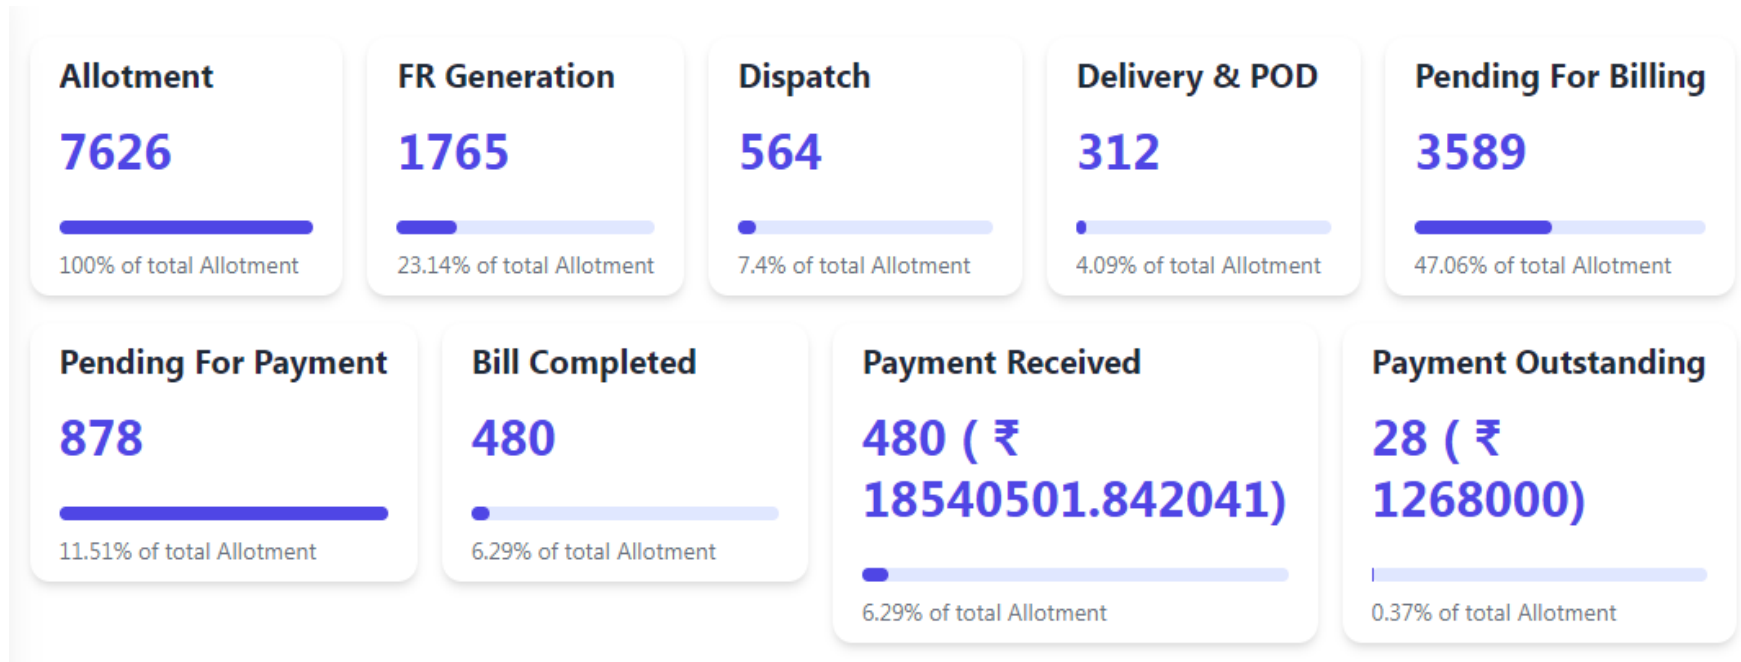 Allotment
7626
100% of total Allotment
FR Generation
1765
23.14% of total Allotment
Dispatch
564
7.4% of total Allotment
Delivery & POD
312
4.09% of total Allotment
Pending For Billing
3589
47.06% of total Allotment
Pending For Payment
878
11.51% of total Allotment
Bill Completed
480
6.29% of total Allotment
Payment Received
480 ( ₹
18540501.842041)
6.29% of total Allotment
Payment Outstanding
28 ( ₹
1268000)
0.37% of total Allotment